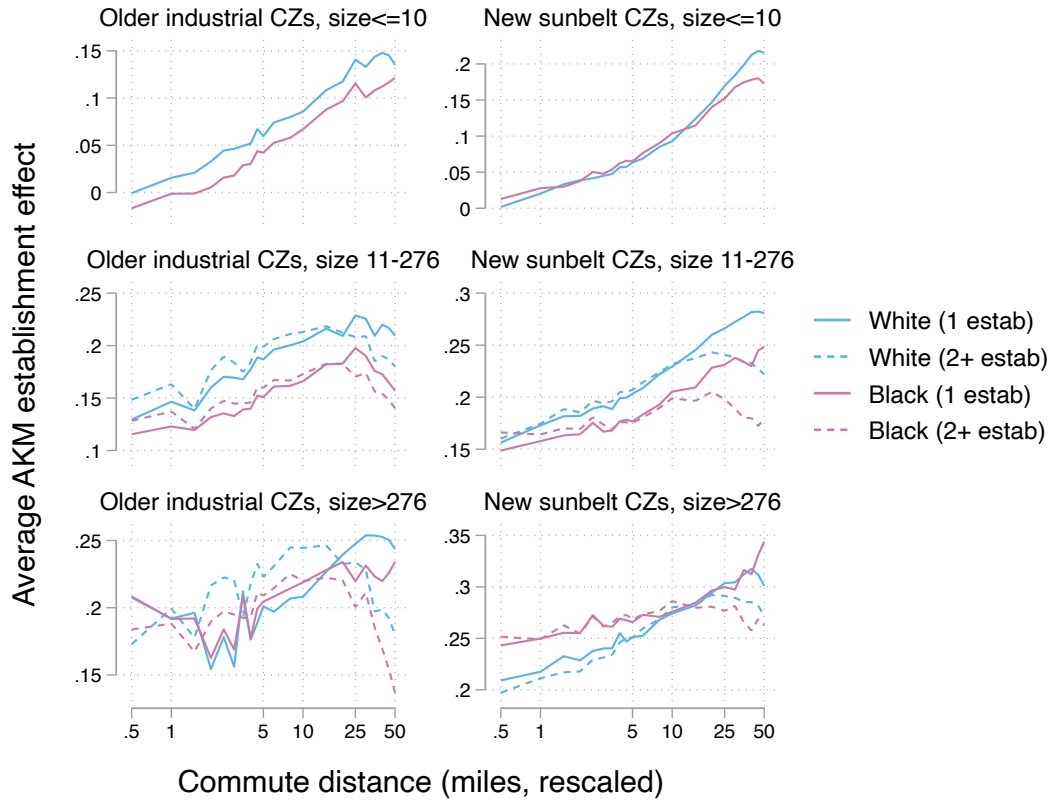 Older industrial CZs, size<=10
New sunbelt CZs, size<=10
.15
.1
.05
0
.2
.15
.1
.05
0
Older industrial CZs, size 11-276
New sunbelt CZs, size 11-276
.25
.2
.15
.1
.3
.25
.2
.15
Older industrial CZs, size>276
New sunbelt CZs, size>276
.25
.2
.15
.35
.3
.25
.2
.5 1 5 10 25 50
.5 1 5 10 25 50
Average AKM establishment effect
Commute distance (miles, rescaled)
White (1 estab)
White (2+ estab)
Black (1 estab)
Black (2+ estab)